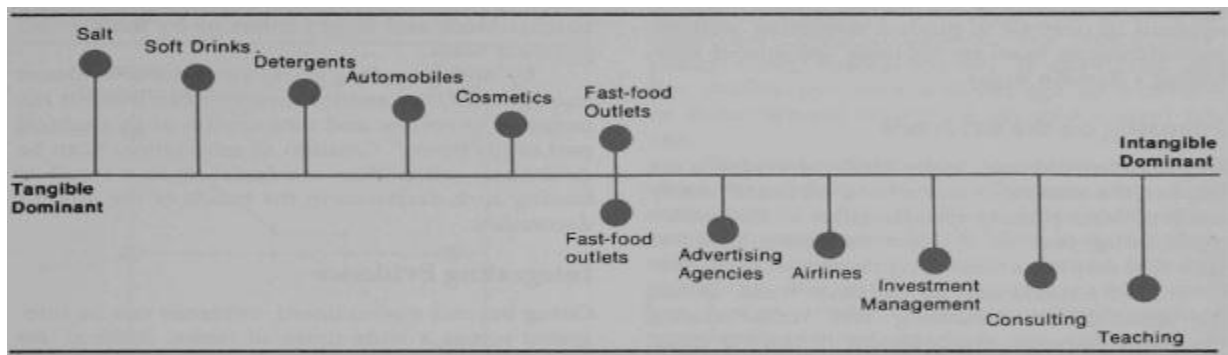 Salt
Soft Drinks
Detergents
Automobiles
Cosmetics
Fast-food
Outlets
Intangible
Dominant
Tangible
Dominant
Fast-food
outlets
Advertising
Agencies
Airlines
Investment
Management
Consulting
Teaching